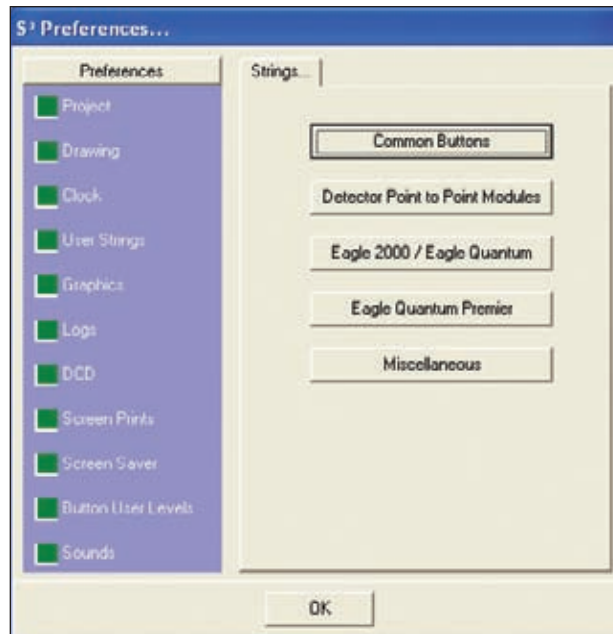 S³ Preferences...
Preferences
Project
Drawing
Clock
User Strings
Graphics
Logs
DCD
Screen Prints
Screen Saver
Button User Levels
Sounds
Strings...
Common Buttons
Detector Point to Point Modules
Eagle 2000 / Eagle Quantum
Eagle Quantum Premier
Miscellaneous
OK